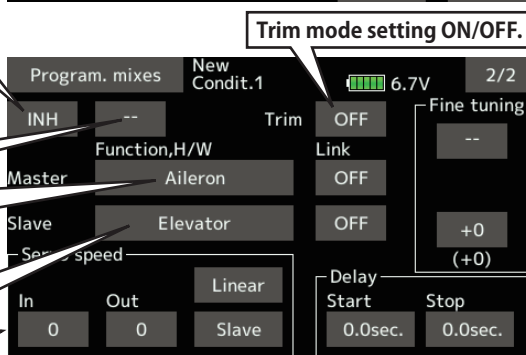 Trim mode setting ON/OFF.
Program. mixes
New
Condit.1
6.7V
2/2
INH
--
Trim
OFF
Fine tuning
--
Function,H/W
Link
Master
Aileron
OFF
Slave
Elevator
OFF
+0
(+0)
speed
Linear
Delay
In
Out
Start
Stop
0
0
Slave
0.0sec.
0.0sec.